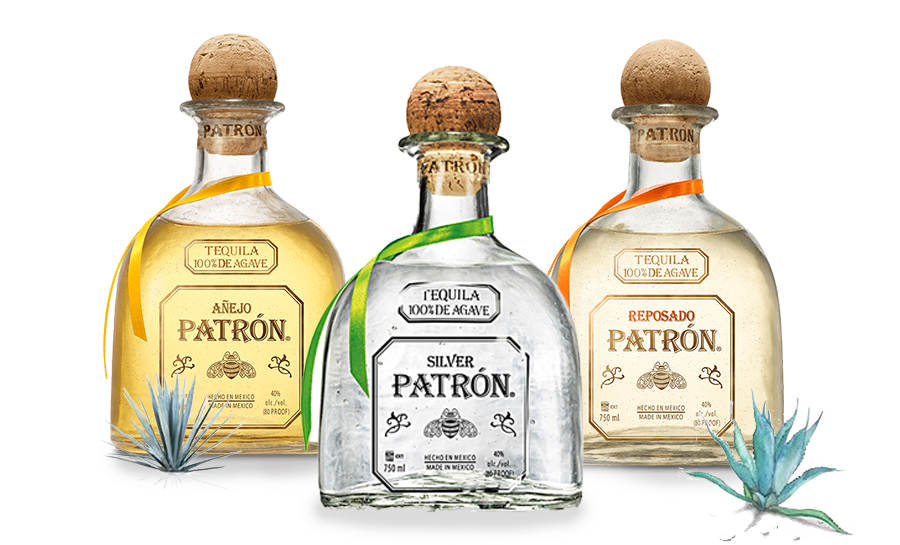 PATRÓN
TEQUILA
100% DE AGAVE
AÑEJO
PATRÓN®
HECHO EN MEXICO
MADE IN MEXICO
40%
alc./vol.
(80 PROOF)
PATRÓN
TEQUILA
100% DE AGAVE
SILVER
PATRÓN®
750 ml
HECHO EN MEXICO
MADE IN MEXICO
40%
alc./vol.
(80 PROOF)
PATRÓN
TEQUILA
100% DE AGAVE
REPOSADO
PATRÓN®
750 ml
HECHO EN MEXICO
MADE IN MEXICO
40%
alc./vol.
(80 PROOF)